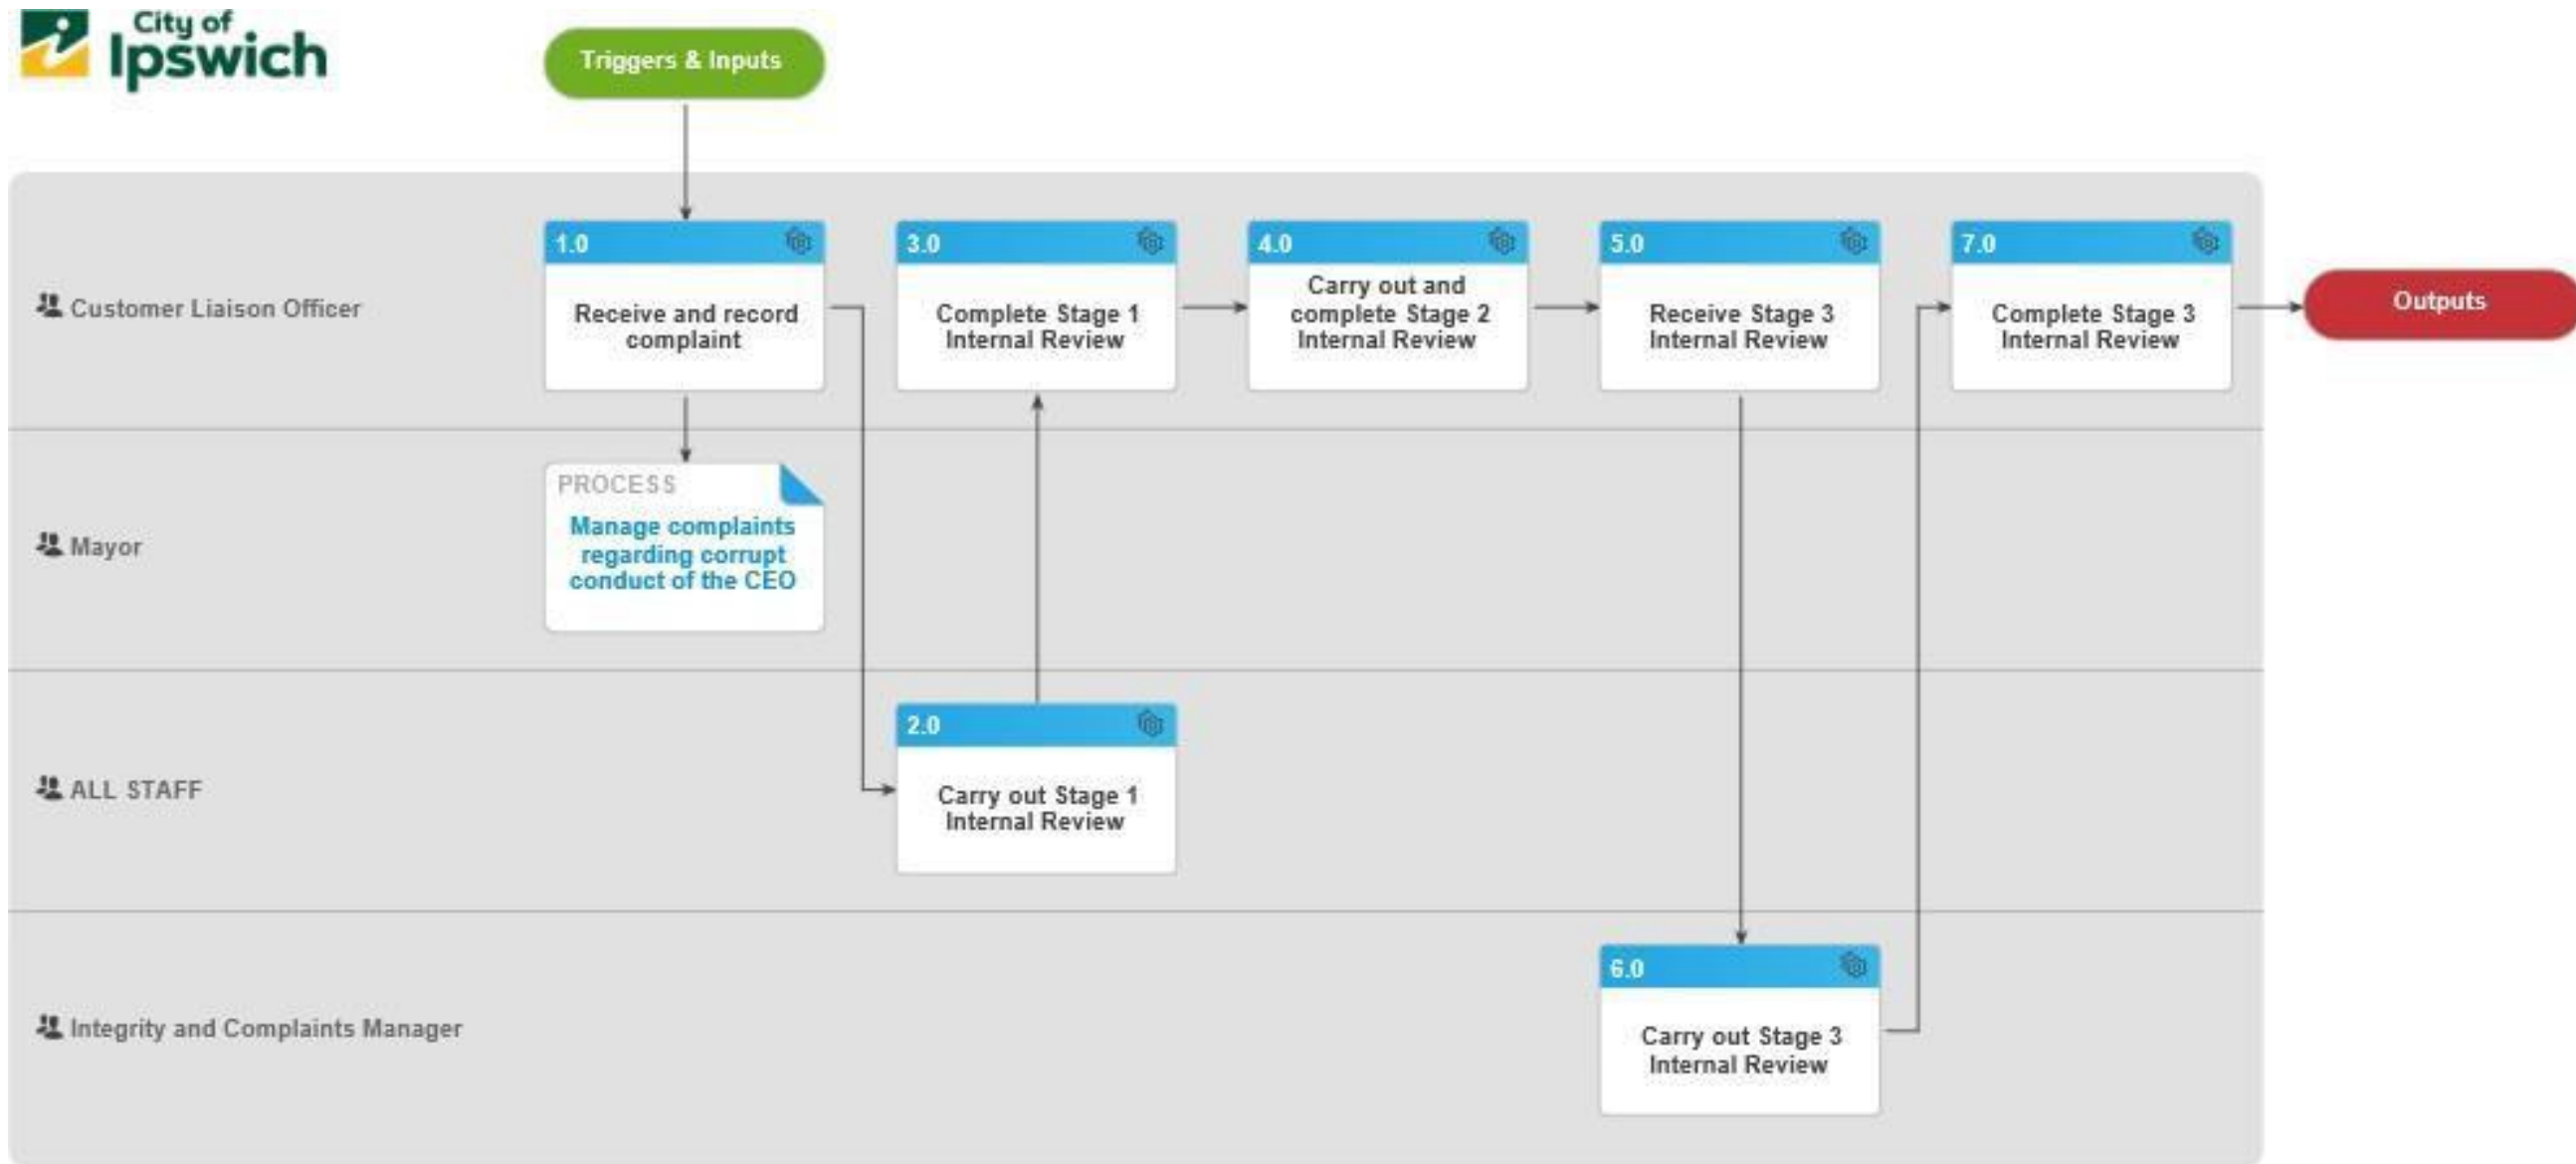 City of
Ipswich
Triggers & Inputs
Customer Liaison Officer
1.0
Receive and record
complaint
3.0
Complete Stage 1
Internal Review
4.0
Carry out and
complete Stage 2
Internal Review
5.0
Receive Stage 3
Internal Review
7.0
Complete Stage 3
Internal Review
Outputs
Mayor
PROCESS
Manage complaints
regarding corrupt
conduct of the CEO
ALL STAFF
2.0
Carry out Stage 1
Internal Review
Integrity and Complaints Manager
6.0
Carry out Stage 3
Internal Review